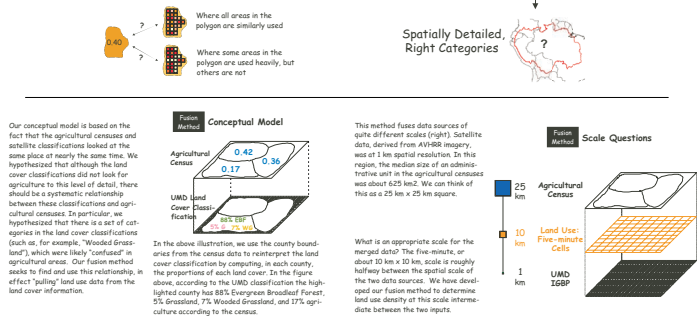 Where all areas in the
polygon are similarly used
?
0.40
?
Where some areas in the
polygon are used heavily, but
others are not
Spatially Detailed,
Right Categories
?
Our conceptual model is based on the
fact that the agricultural censuses and
satellite classifications looked at the
same place at nearly the same time. We
hypothesized that although the land
cover classifications did not look for
agriculture to this level of detail, there
should be a systematic relationship
between these classifications and agri-
cultural censuses. In particular, we
hypothesized that there is a set of cat-
egories in the land cover classifications
(such as, for example, "Wooded Grass-
land"), which were likely "confused" in
agricultural areas. Our fusion method
seeks to find and use this relationship, in
effect "pulling" land use data from the
land cover information.
Fusion
Method
Conceptual Model
Agricultural
Census
0.42
0.36
0.17
UMD Land
Cover Classi-
fication
88% EBF
5% G
7% WG
In the above illustration, we use the county bound-
aries from the census data to reinterpret the land
cover classification by computing, in each county,
the proportions of each land cover. In the figure
above, according to the UMD classification the high-
lighted county has 88% Evergreen Broadleaf Forest,
5% Grassland, 7% Wooded Grassland, and 17% agri-
culture according to the census.
This method fuses data sources of
quite different scales (right). Satellite
data, derived from AVHRR imagery,
was at 1 km spatial resolution. In this
region, the median size of an adminis-
trative unit in the agricultural censuses
was about 625 km2. We can think of
this as a 25 km x 25 km square.
What is an appropriate scale for the
merged data? The five-minute, or
about 10 km x 10 km, scale is roughly
halfway between the spatial scale of
the two data sources. We have devel-
oped our fusion method to determine
land use density at this scale interme-
diate between the two inputs.
Fusion
Method
Scale Questions
25
km
Agricultural
Census
10
km
Land Use:
Five-minute
Cells
1
km
UMD
IGBP